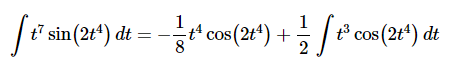 ∫ t⁷ sin(2t⁴) dt = −1/8 t⁴ cos(2t⁴) + 1/2 ∫ t³ cos(2t⁴) dt